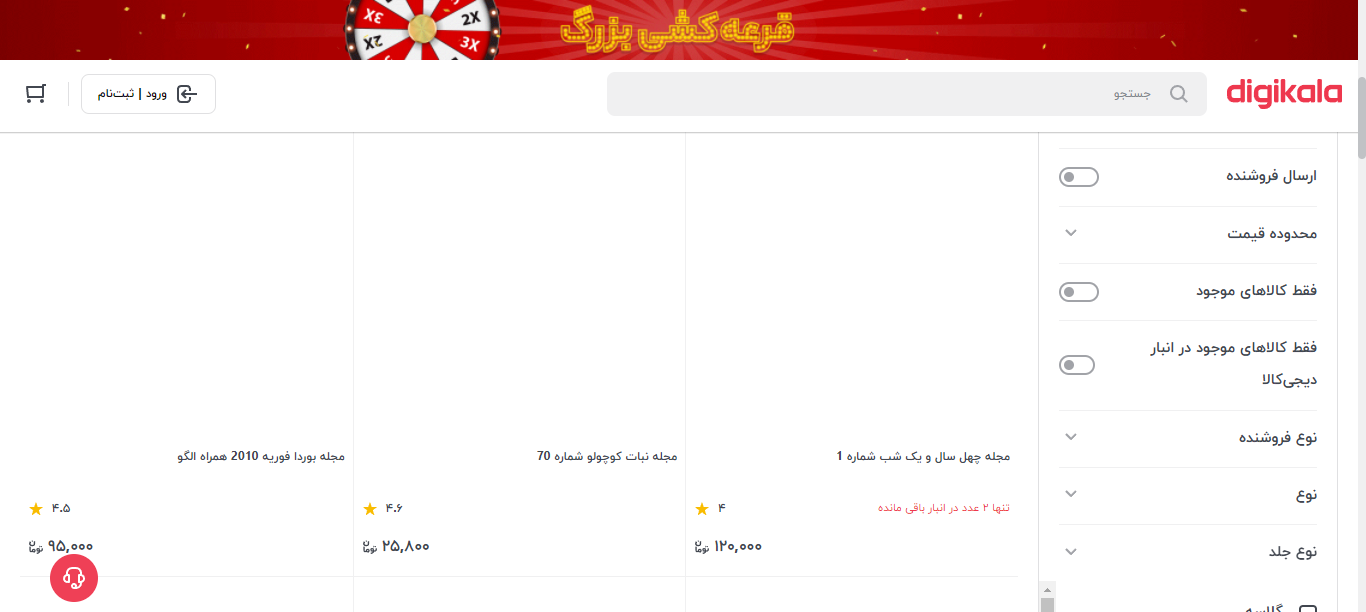 3X
2X
2X
3X
قرعه‌کشی بزرگ
digikala
جستجو
ورود | ثبت‌نام
ارسال فروشنده
محدوده قیمت
فقط کالاهای موجود
فقط کالاهای موجود در انبار
دیجی‌کالا
نوع فروشنده
نوع
نوع جلد
گلاسه
مجله چهل سال و یک شب شماره 1
تنها ۲ عدد در انبار باقی مانده
۴
۱۲۰,۰۰۰ تومان
مجله نبات کوچولو شماره 70
۴.۶
۲۵,۸۰۰ تومان
مجله بوردا فوریه 2010 همراه الگو
۴.۵
۹۵,۰۰۰ تومان